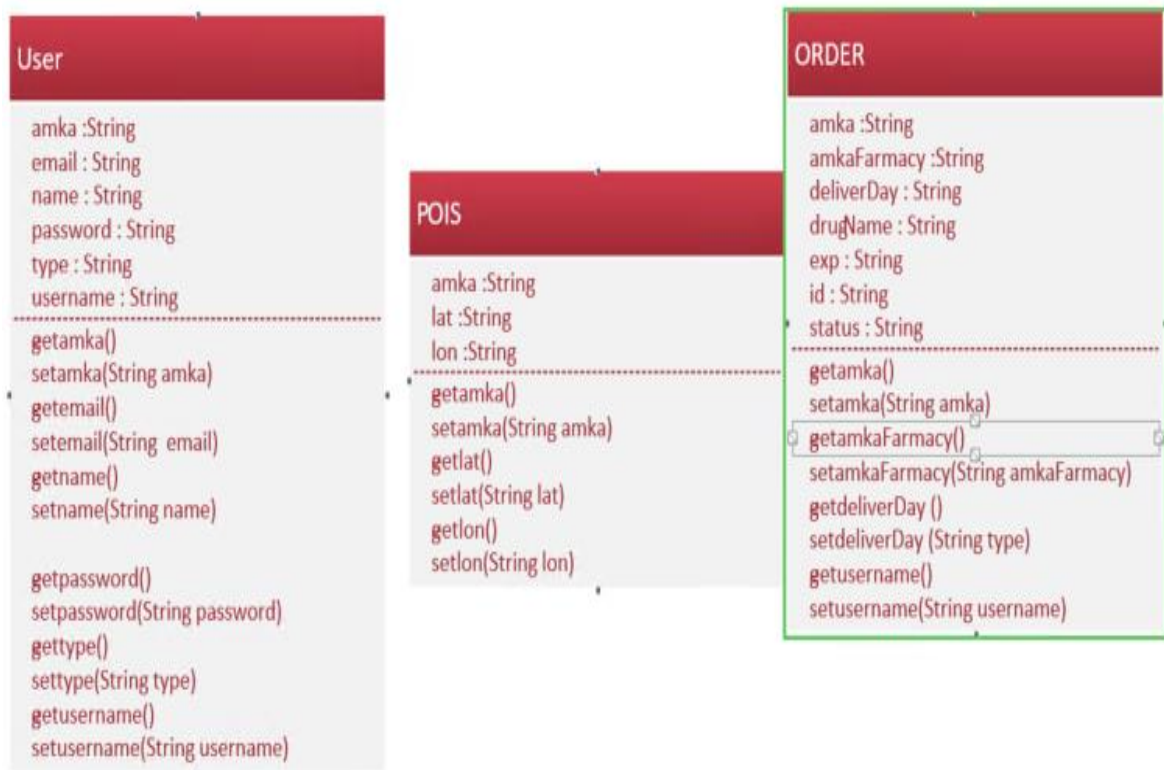 User
amka :String
email : String
name : String
password : String
type : String
username : String
getamka()
setamka(String amka)
getemail()
setemail(String  email)
getname()
setname(String name)
getpassword()
setpassword(String password)
gettype()
settype(String type)
getusername()
setusername(String username)
POIS
amka :String
lat :String
lon :String
getamka()
setamka(String amka)
getlat()
setlat(String lat)
getlon()
setlon(String lon)
ORDER
amka :String
amkaFarmacy :String
deliverDay : String
drugName : String
exp : String
id : String
status : String
getamka()
setamka(String amka)
getamkaFarmacy()
setamkaFarmacy(String amkaFarmacy)
getdeliverDay ()
setdeliverDay (String type)
getusername()
setusername(String username)